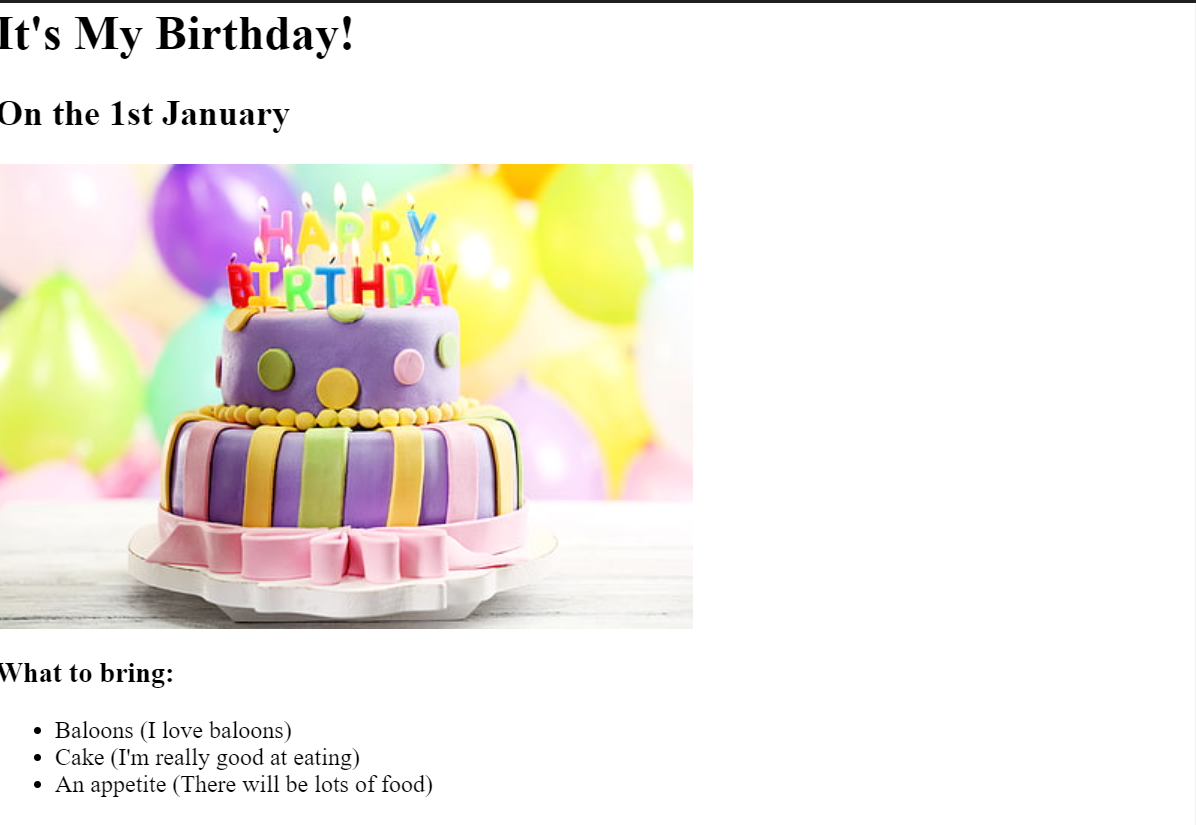 It's My Birthday!
On the 1st January
HAPPY
BIRTHDAY
What to bring:
Baloons (I love baloons)
Cake (I'm really good at eating)
An appetite (There will be lots of food)